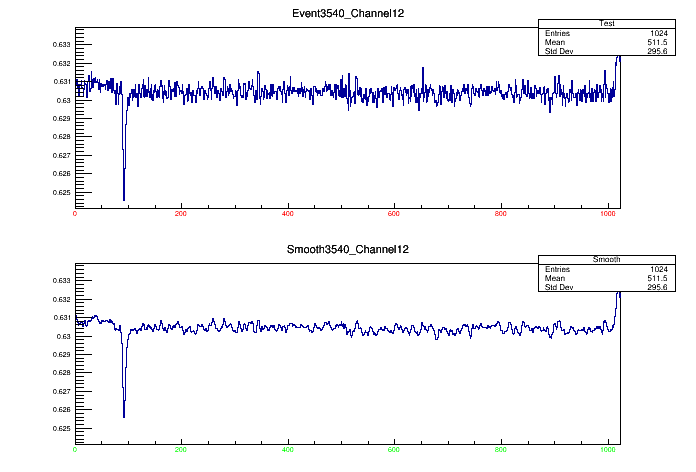 Event3540_Channel12
Test
Entries 1024
Mean 511.5
Std Dev 295.6
0.633
0.632
0.631
0.63
0.629
0.628
0.627
0.626
0.625
0 200 400 600 800 1000
Smooth3540_Channel12
Smooth
Entries 1024
Mean 511.5
Std Dev 295.6
0.633
0.632
0.631
0.63
0.629
0.628
0.627
0.626
0.625
0 200 400 600 800 1000